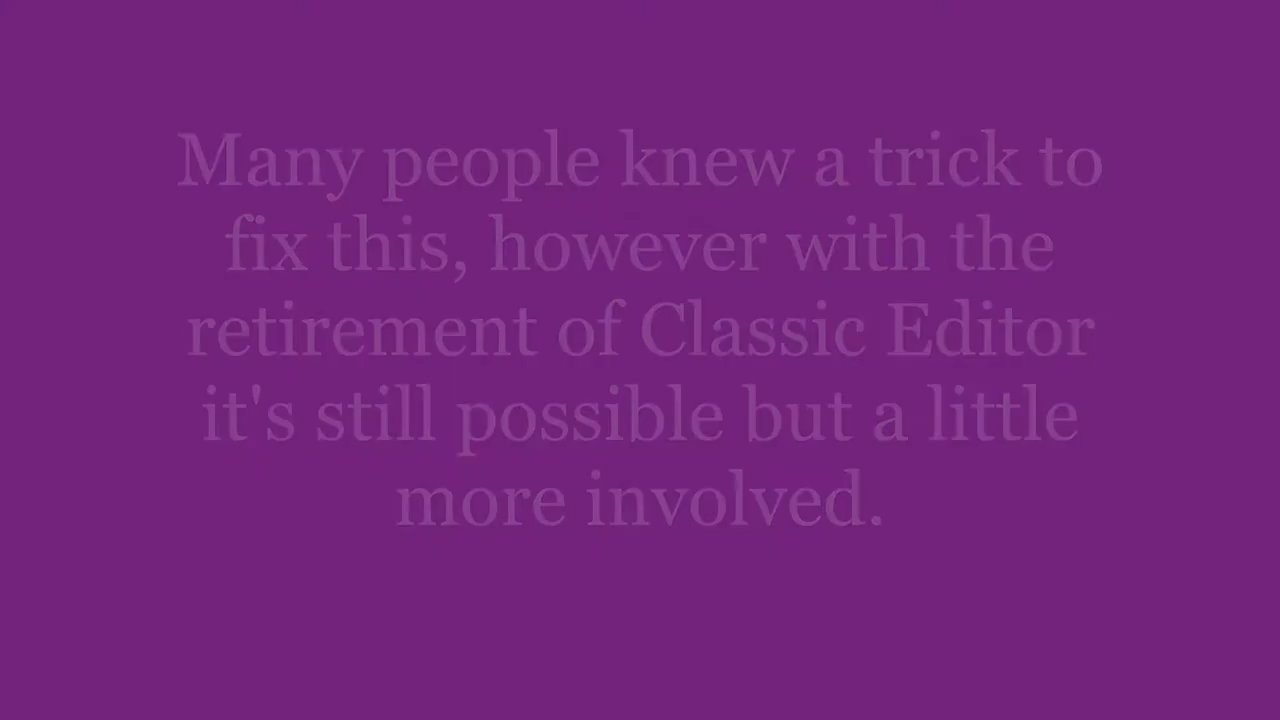 Many people knew a trick to
fix this, however with the
retirement of Classic Editor
it's still possible but a little
more involved.